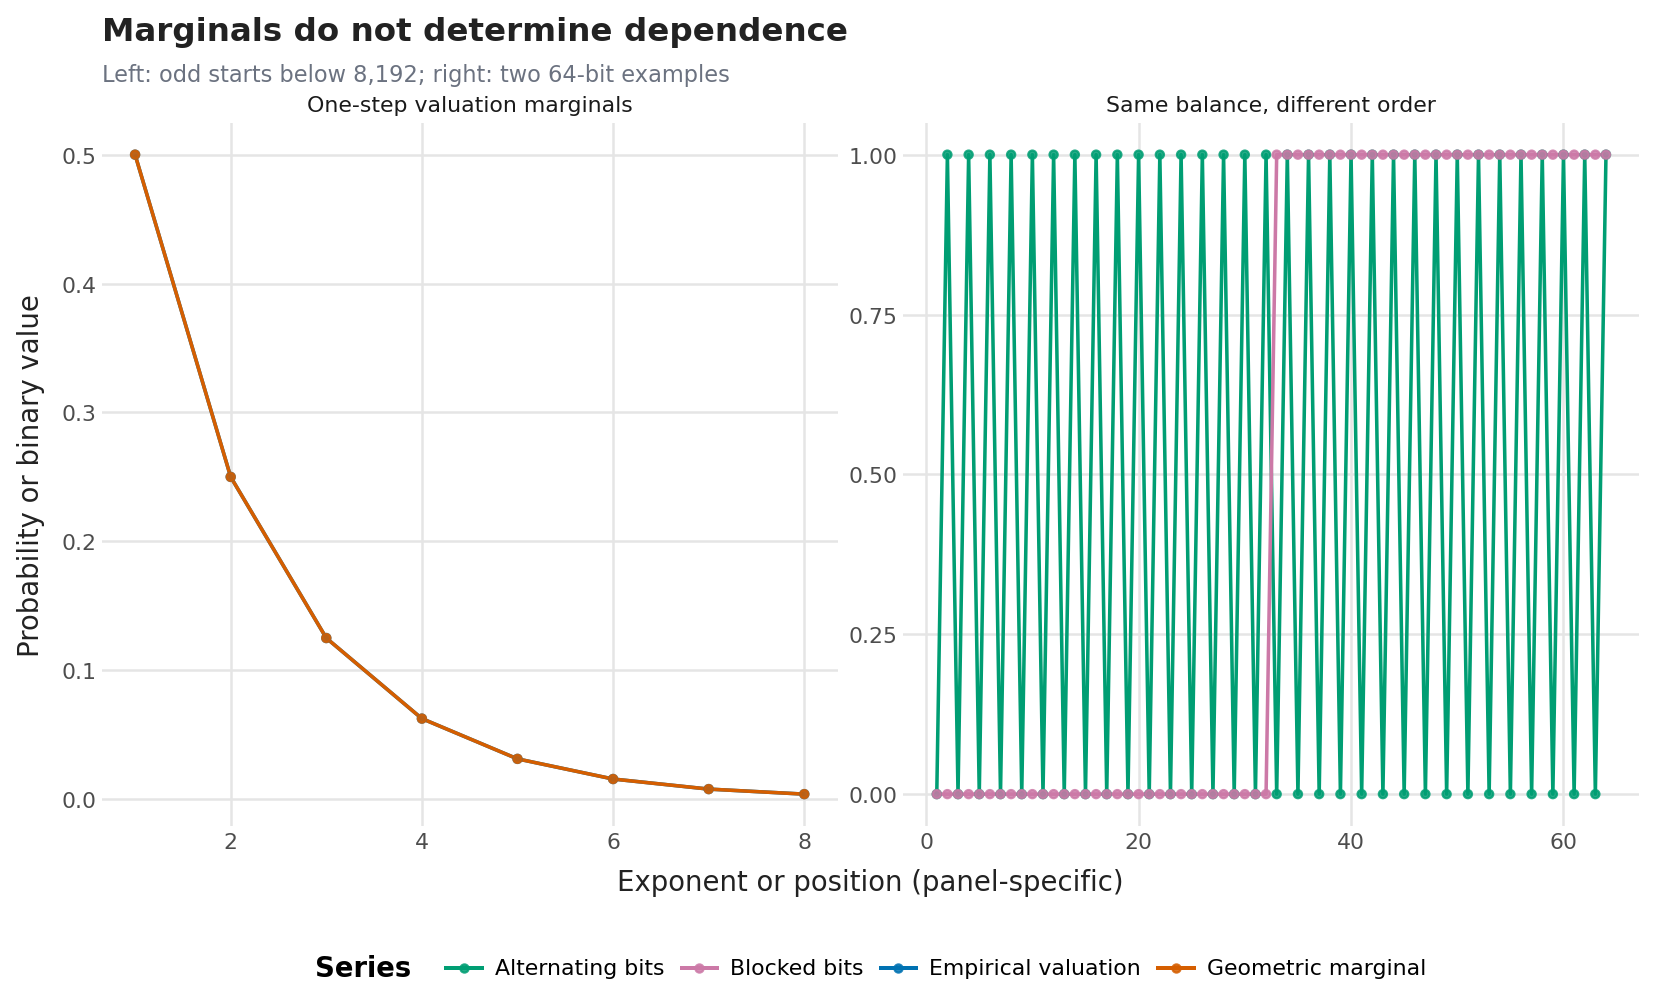 Marginals do not determine dependence
Left: odd starts below 8,192; right: two 64-bit examples
One-step valuation marginals
Same balance, different order
Probability or binary value
0.5
0.4
0.3
0.2
0.1
0.0
2
4
6
8
1.00
0.75
0.50
0.25
0.00
0
20
40
60
Exponent or position (panel-specific)
Series
Alternating bits
Blocked bits
Empirical valuation
Geometric marginal